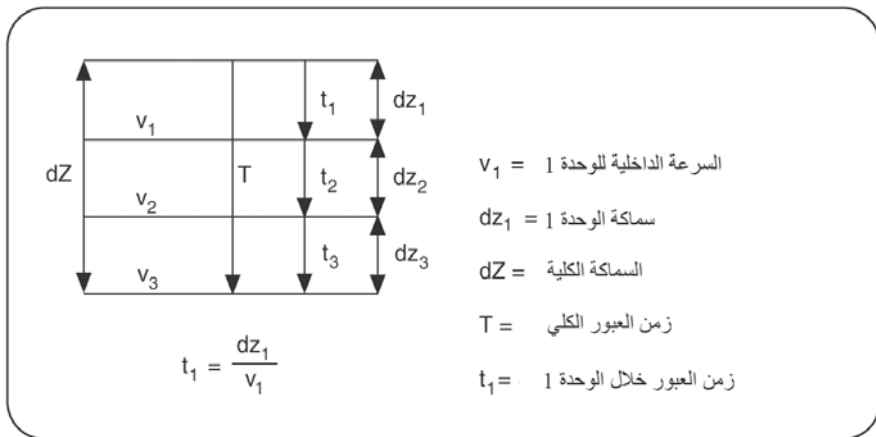 t₁ dz₁
v₁
dZ T t₂ dz₂
v₂
t₃ dz₃
v₃
t₁ = dz₁ / v₁
v₁ = السرعة الداخلية للوحدة 1
dz₁ = سماكة الوحدة 1
dZ = السماكة الكلية
T = زمن العبور الكلي
t₁= زمن العبور خلال الوحدة 1